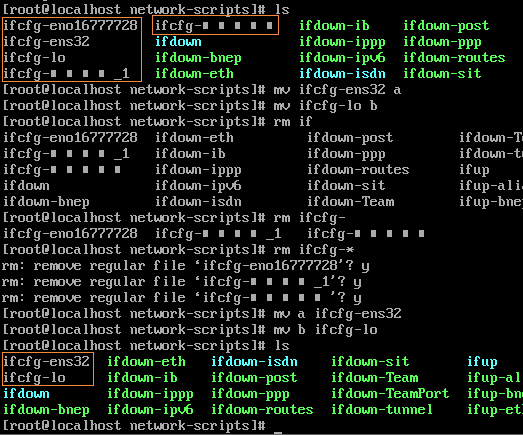 [root@localhost network-scripts]# ls
ifcfg-eno16777728 ifcfg-∎ ∎ ∎ ∎ ∎ ifdown-ib ifdown-post
ifcfg-ens32 ifdown ifdown-ippp ifdown-ppp
ifcfg-lo ifdown-bnep ifdown-ipv6 ifdown-routes
ifcfg-∎ ∎ ∎ ∎ _1 ifdown-eth ifdown-isdn ifdown-sit
[root@localhost network-scripts]# mv ifcfg-ens32 a
[root@localhost network-scripts]# mv ifcfg-lo b
[root@localhost network-scripts]# rm if
ifcfg-eno16777728 ifdown-eth ifdown-post ifdown-T
ifcfg-∎ ∎ ∎ ∎ _1 ifdown-ib ifdown-ppp ifdown-tu
ifcfg-∎ ∎ ∎ ∎ ∎ ifdown-ippp ifdown-routes ifup
ifdown ifdown-ipv6 ifdown-sit ifup-alia
ifdown-bnep ifdown-isdn ifdown-Team ifup-bnep
[root@localhost network-scripts]# rm ifcfg-
ifcfg-eno16777728 ifcfg-∎ ∎ ∎ ∎ _1 ifcfg-∎ ∎ ∎ ∎ ∎
[root@localhost network-scripts]# rm ifcfg-*
rm: remove regular file ‘ifcfg-eno16777728’? y
rm: remove regular file ‘ifcfg-∎ ∎ ∎ ∎ _1’? y
rm: remove regular file ‘ifcfg-∎ ∎ ∎ ∎ ∎ ’? y
[root@localhost network-scripts]# mv a ifcfg-ens32
[root@localhost network-scripts]# mv b ifcfg-lo
[root@localhost network-scripts]# ls
ifcfg-ens32 ifdown-eth ifdown-isdn ifdown-sit ifup
ifcfg-lo ifdown-ib ifdown-post ifdown-Team ifup-al
ifdown ifdown-ippp ifdown-ppp ifdown-TeamPort ifup-bn
ifdown-bnep ifdown-ipv6 ifdown-routes ifdown-tunnel ifup-et
[root@localhost network-scripts]# _